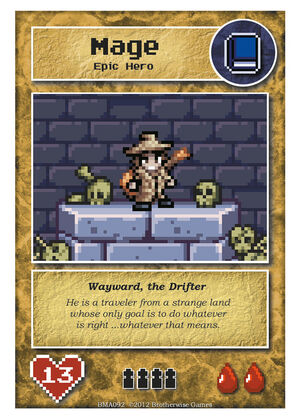 Mage
Epic Hero
Wayward, the Drifter
He is a traveler from a strange land
whose only goal is to do whatever
is right ...whatever that means.
13
BMA092 ©2012 Brotherwise Games